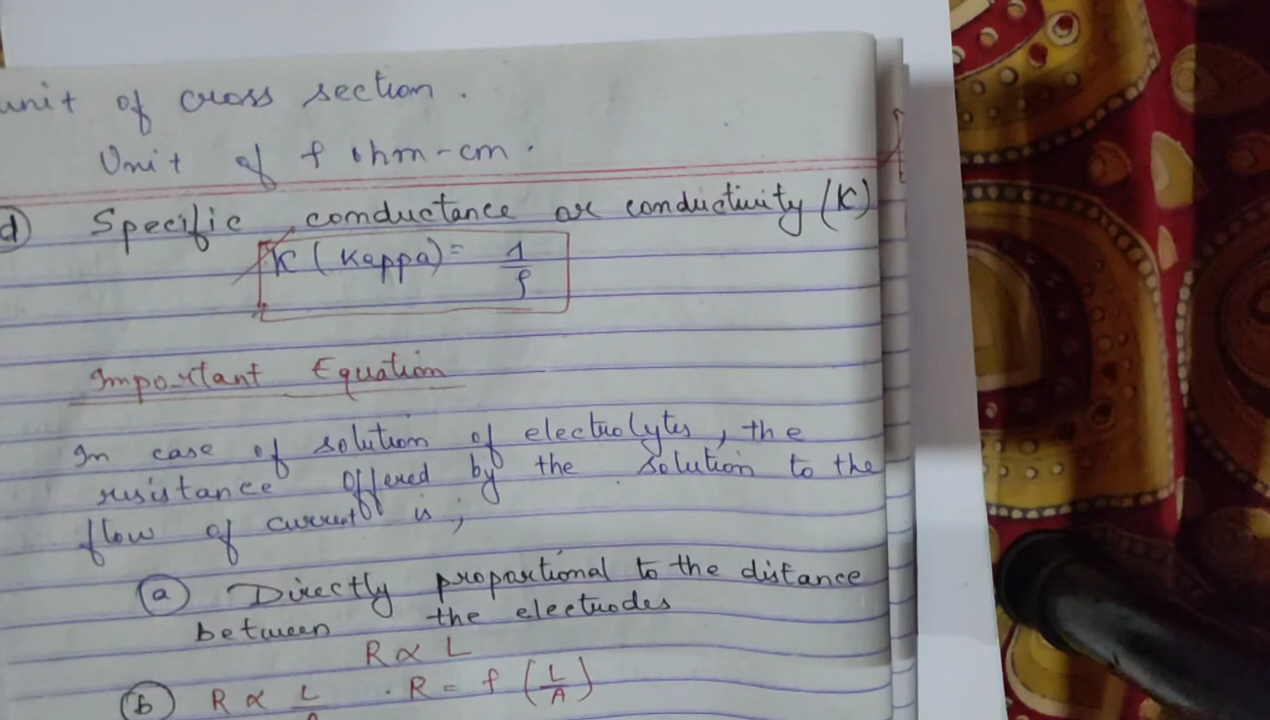 unit of cross section.
Unit of ρ ohm-cm.
d) Specific conductance or conductivity (K)
K (Kappa) = 1/ρ
Important Equation
In case of solution of electrolytes, the
resistance offered by the solution to the
flow of current is;
(a) Directly proportional to the distance
between the electrodes
R ∝ L
(b) R ∝ L/A . R = ρ (L/A)